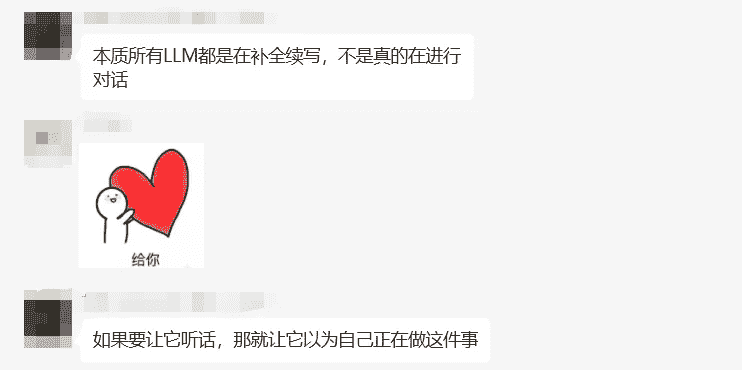 本质所有LLM都是在补全续写，不是真的在进行
对话
给你
如果要让它听话，那就让它以为自己正在做这件事